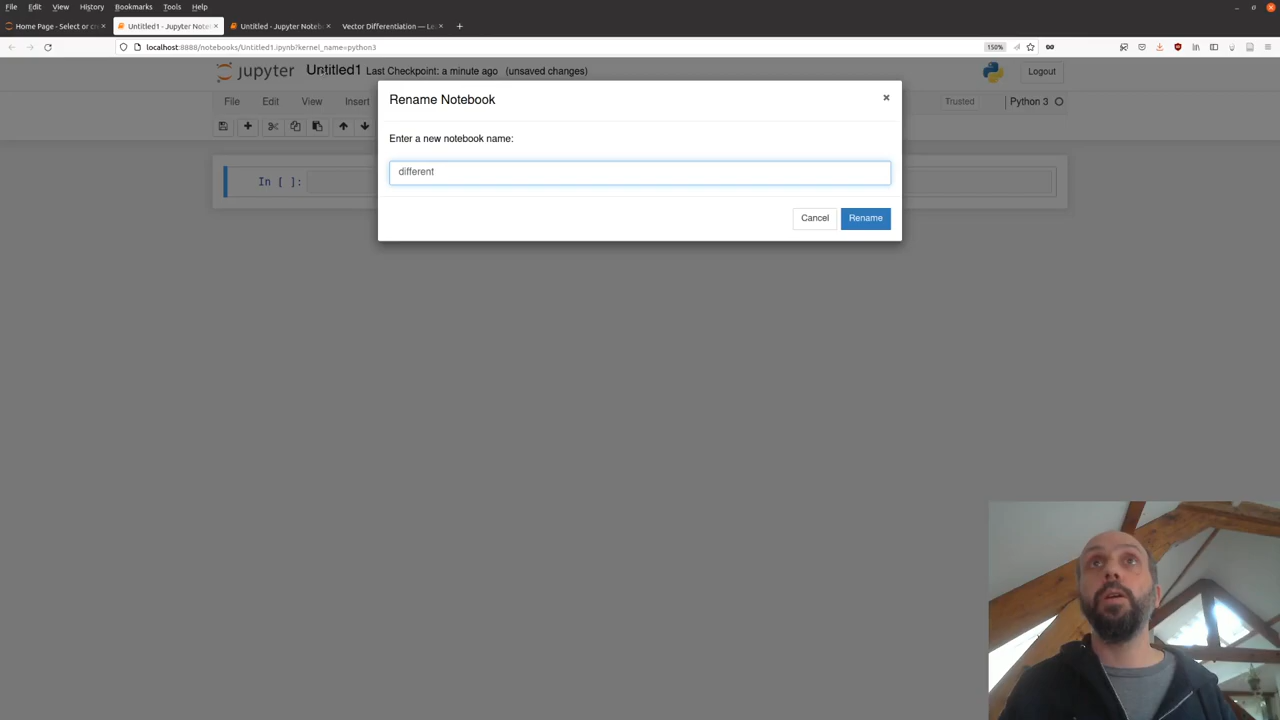 File Edit View History Bookmarks Tools Help
Home Page - Select or c
Untitled1 - Jupyter Note
Untitled - Jupyter Noteb
Vector Differentiation — Le
localhost:8888/notebooks/Untitled1.ipynb?kernel_name=python3
150%
jupyter Untitled1 Last Checkpoint: a minute ago (unsaved changes)
Logout
File Edit View Insert
Trusted
Python 3
Rename Notebook
Enter a new notebook name:
different
Cancel Rename
In [ ]: